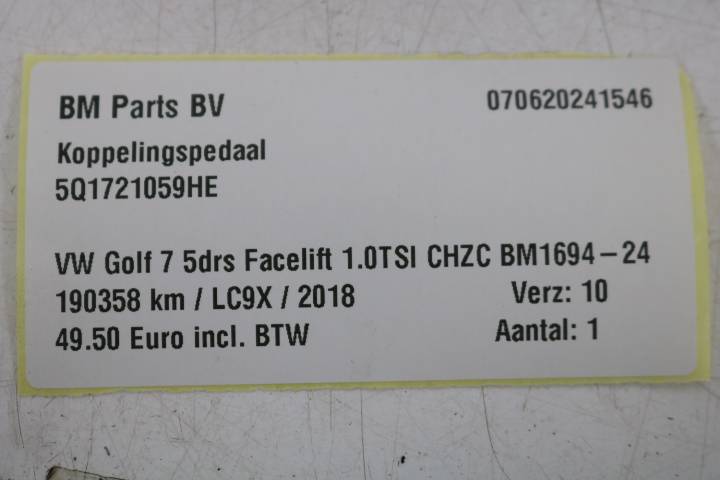 BM Parts BV 070620241546
Koppelingspedaal
5Q1721059HE
VW Golf 7 5drs Facelift 1.0TSI CHZC BM1694-24
190358 km / LC9X / 2018 Verz: 10
49.50 Euro incl. BTW Aantal: 1